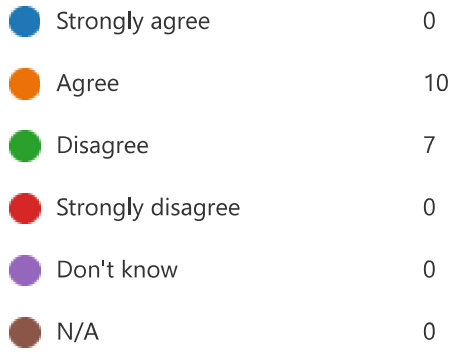 Strongly agree 0
Agree 10
Disagree 7
Strongly disagree 0
Don't know 0
N/A 0